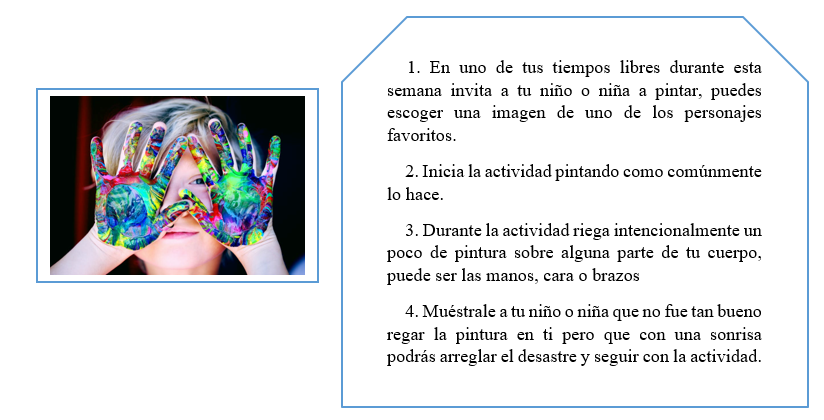 1. En uno de tus tiempos libres durante esta
semana invita a tu niño o niña a pintar, puedes
escoger una imagen de uno de los personajes
favoritos.
2. Inicia la actividad pintando como comúnmente
lo hace.
3. Durante la actividad riega intencionalmente un
poco de pintura sobre alguna parte de tu cuerpo,
puede ser las manos, cara o brazos
4. Muéstrale a tu niño o niña que no fue tan bueno
regar la pintura en ti pero que con una sonrisa
podrás arreglar el desastre y seguir con la actividad.